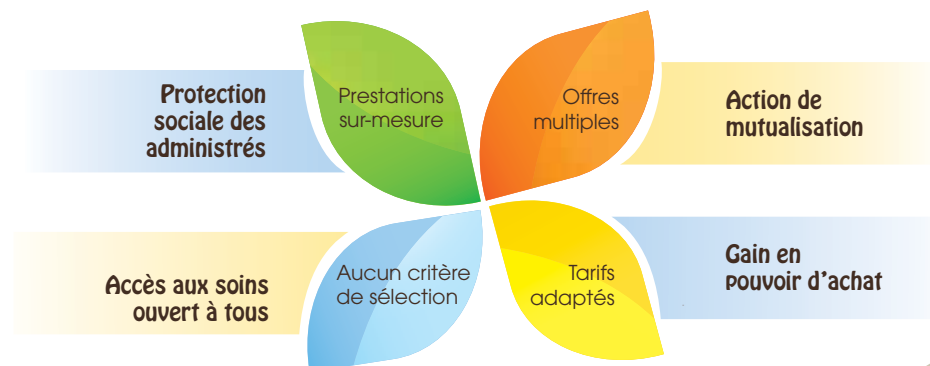 Protection
sociale des
administrés
Prestations
sur-mesure
Offres
multiples
Action de
mutualisation
Accès aux soins
ouvert à tous
Aucun critère
de sélection
Tarifs
adaptés
Gain en
pouvoir d'achat